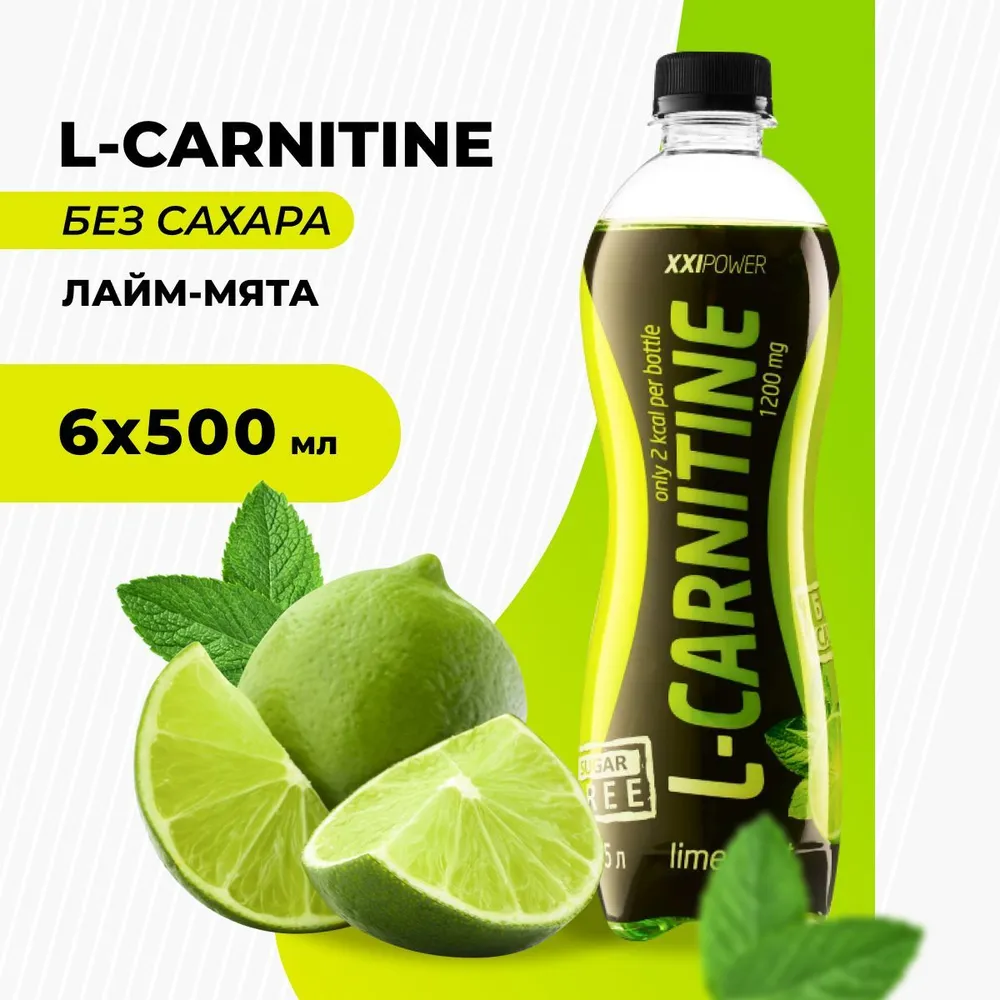 L-CARNITINE
БЕЗ САХАРА
ЛАЙМ-МЯТА
6x500 мл
XXIPOWER
only 2 kcal per bottle
L-CARNITINE
1200 mg
SUGAR
FREE
5 л
lime